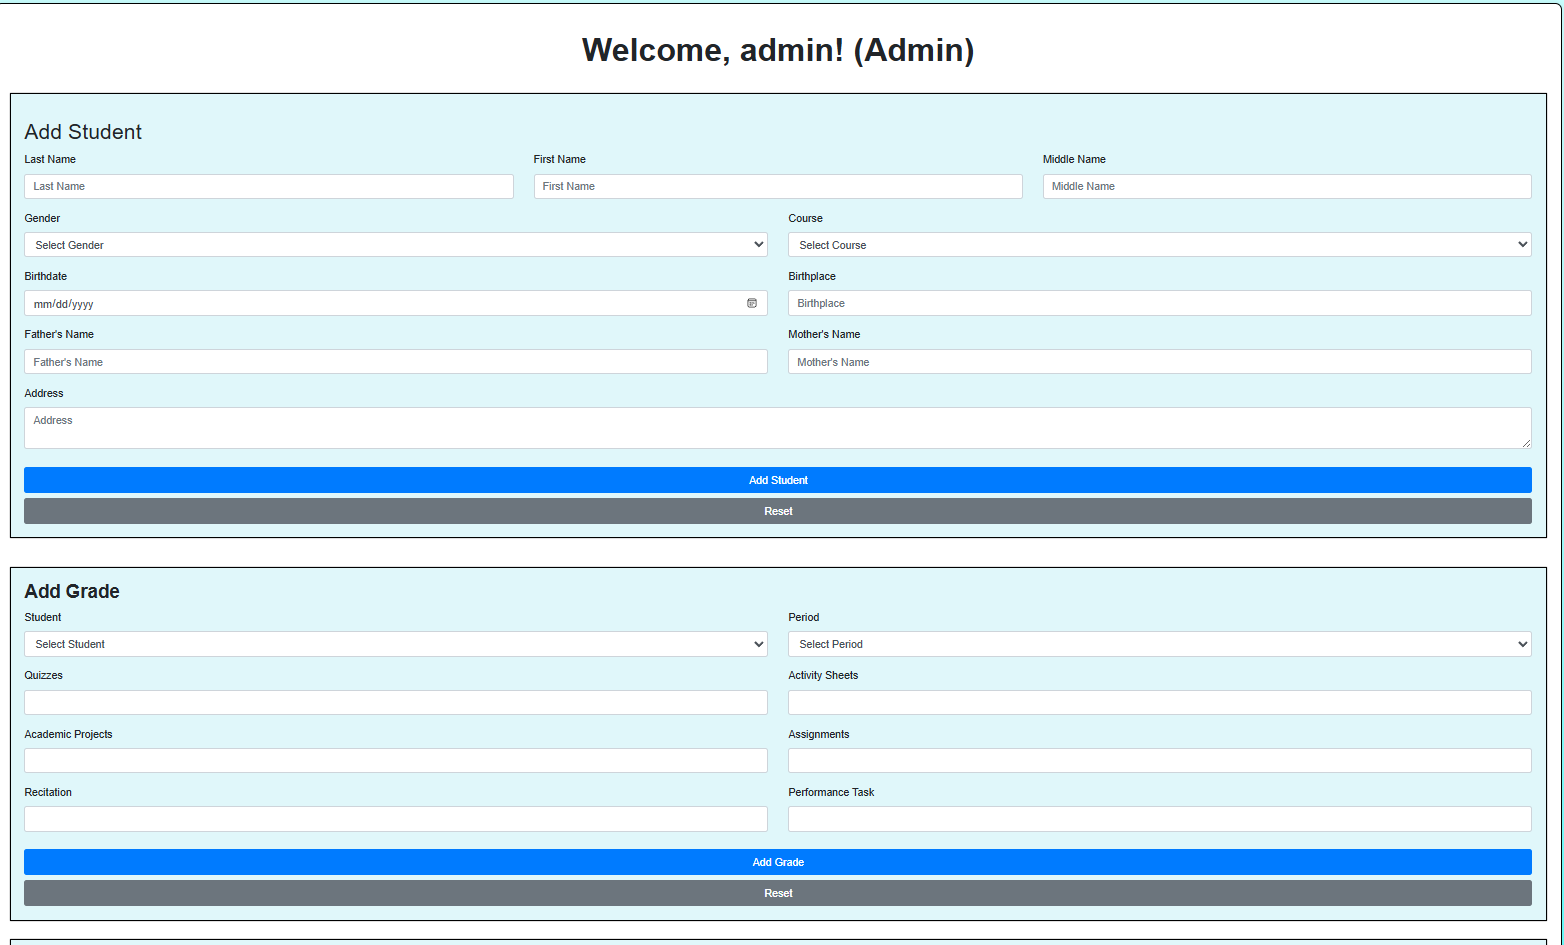 Welcome, admin! (Admin)
Add Student
Last Name First Name Middle Name
Last Name First Name Middle Name
Gender Course
Select Gender Select Course
Birthdate Birthplace
mm/dd/yyyy Birthplace
Father's Name Mother's Name
Father's Name Mother's Name
Address
Address
Add Student
Reset
Add Grade
Student Period
Select Student Select Period
Quizzes Activity Sheets
Academic Projects Assignments
Recitation Performance Task
Add Grade
Reset